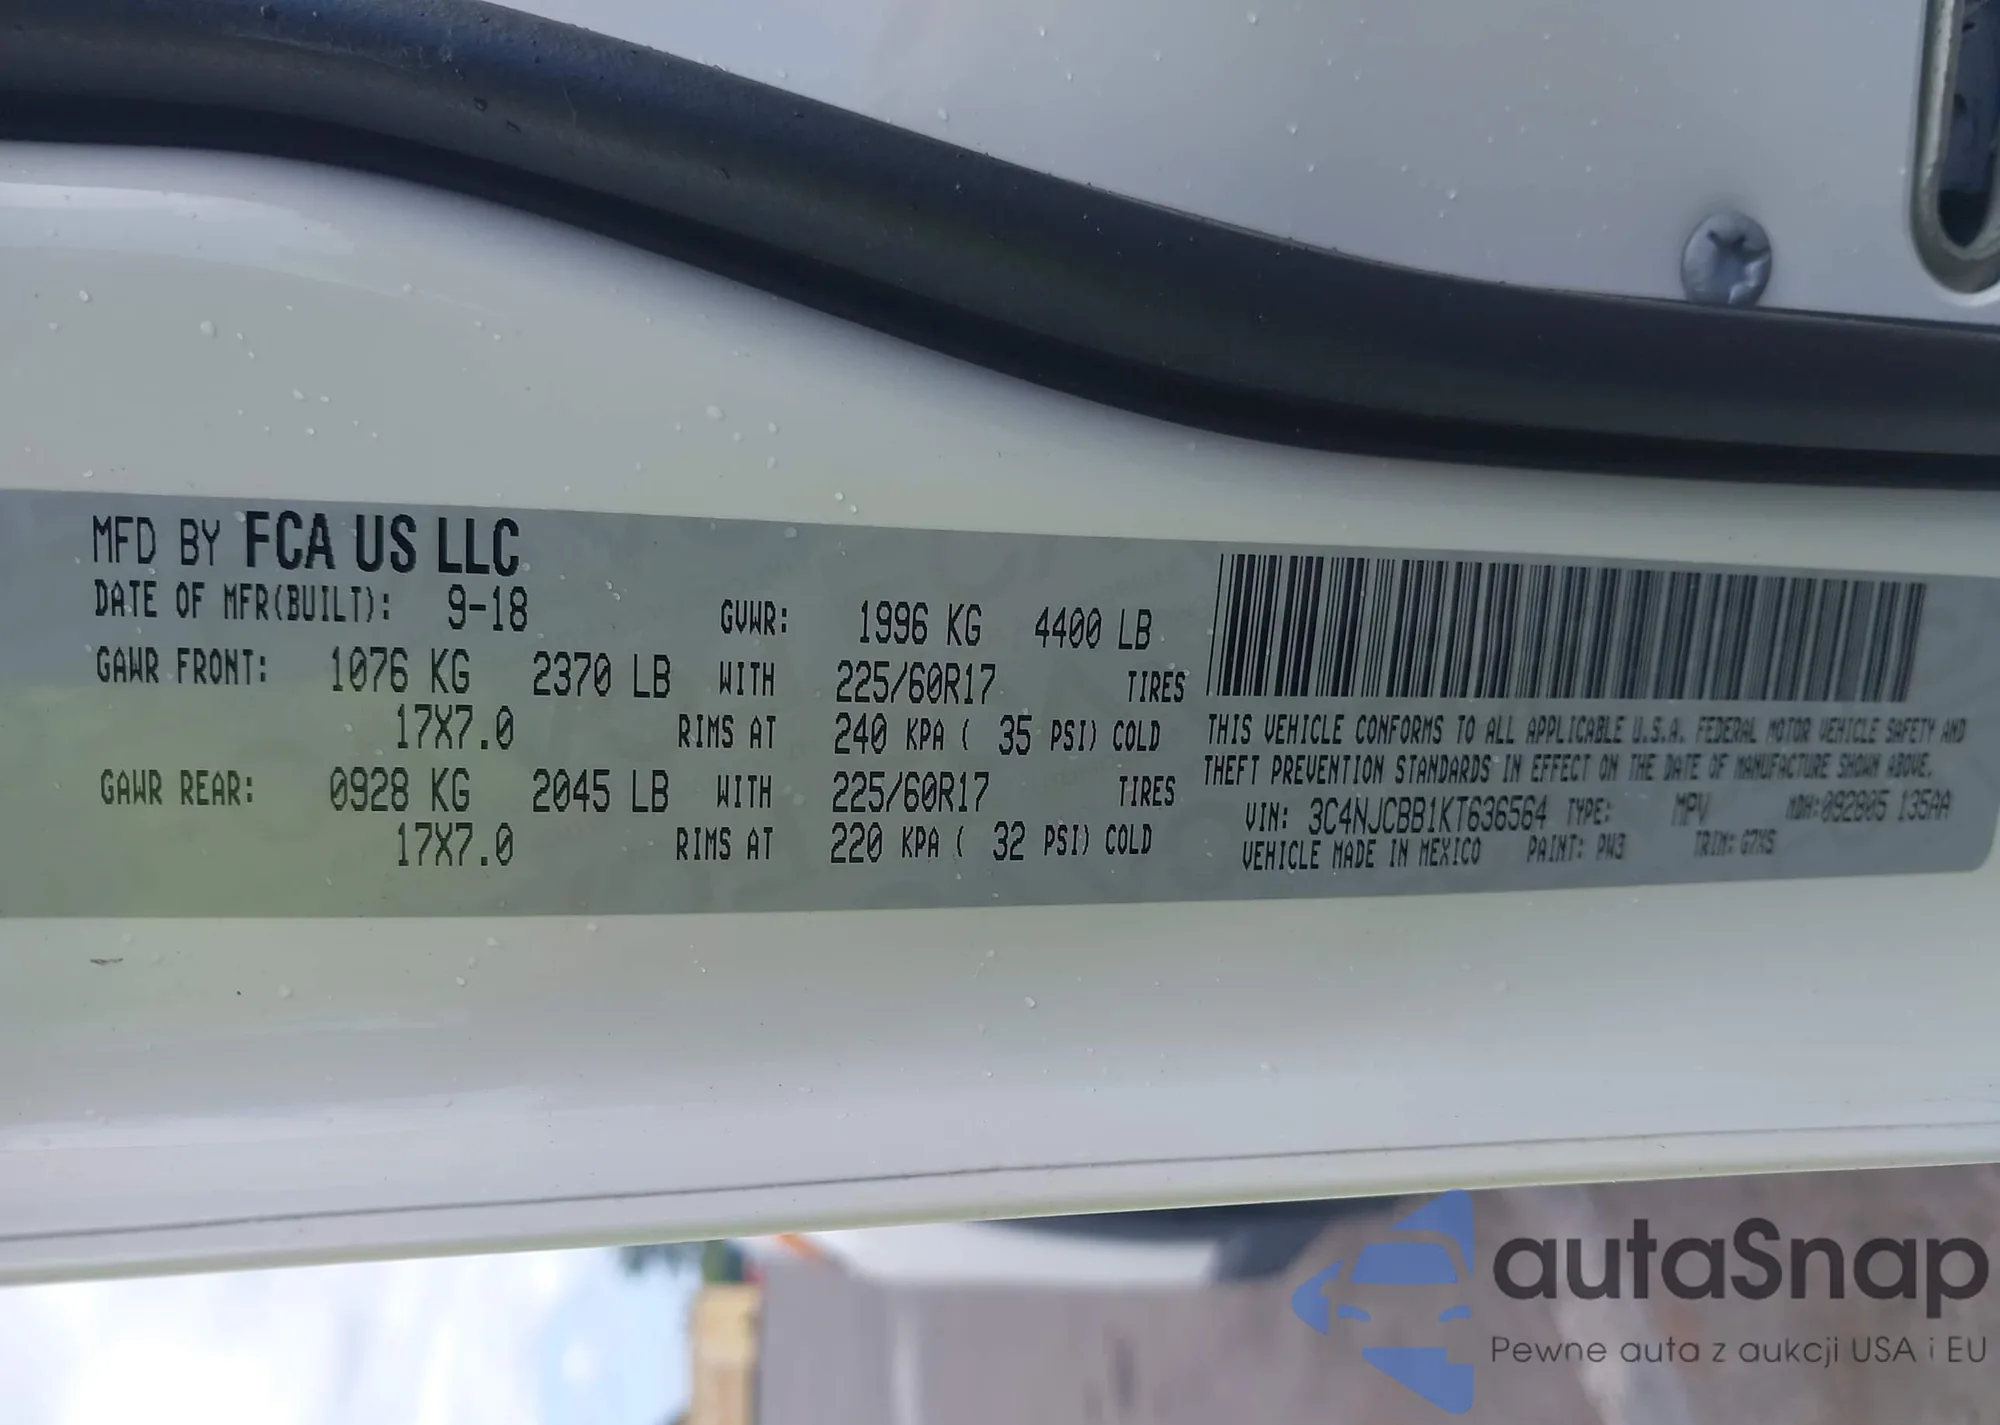 MFD BY FCA US LLC
DATE OF MFR(BUILT): 9-18 GVWR: 1996 KG 4400 LB
GAWR FRONT: 1076 KG 2370 LB WITH 225/60R17 TIRES
17X7.0 RIMS AT 240 KPA ( 35 PSI) COLD
GAWR REAR: 0928 KG 2045 LB WITH 225/60R17 TIRES
17X7.0 RIMS AT 220 KPA ( 32 PSI) COLD
THIS VEHICLE CONFORMS TO ALL APPLICABLE U.S.A. FEDERAL MOTOR VEHICLE SAFETY AND
THEFT PREVENTION STANDARDS IN EFFECT ON THE DATE OF MANUFACTURE SHOWN ABOVE.
VIN: 3C4NJCBB1KT636564 TYPE: MPV MDH:092805 135AA
VEHICLE MADE IN MEXICO PAINT: PW3 TRIM:
autaSnap
Pewne auta z aukcji USA i EU